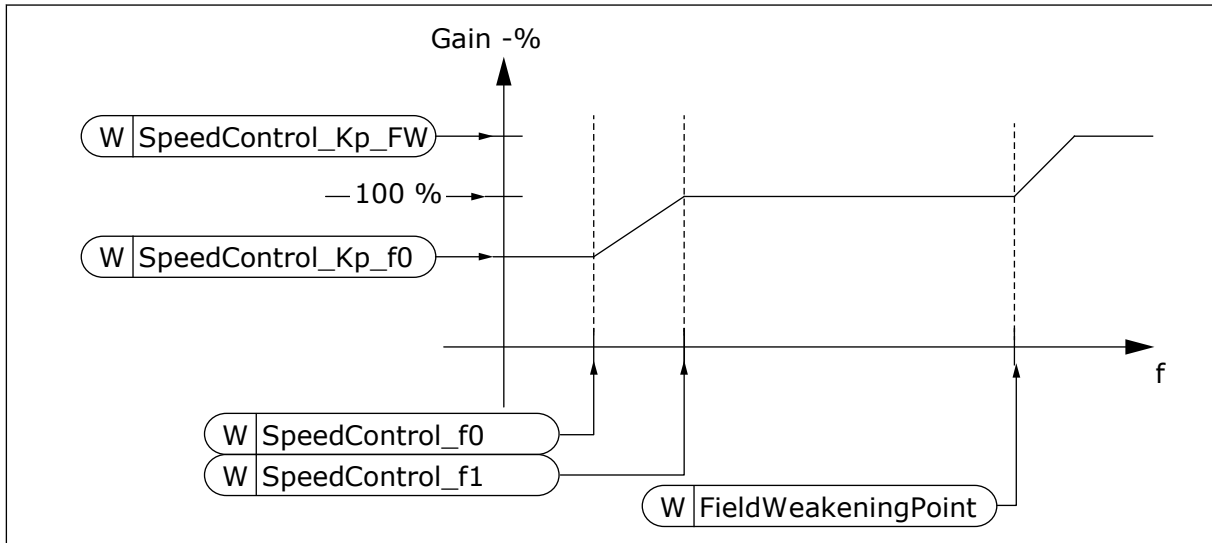 Gain -%
W SpeedControl_Kp_FW
100 %
W SpeedControl_Kp_f0
f
W SpeedControl_f0
W SpeedControl_f1
W FieldWeakeningPoint